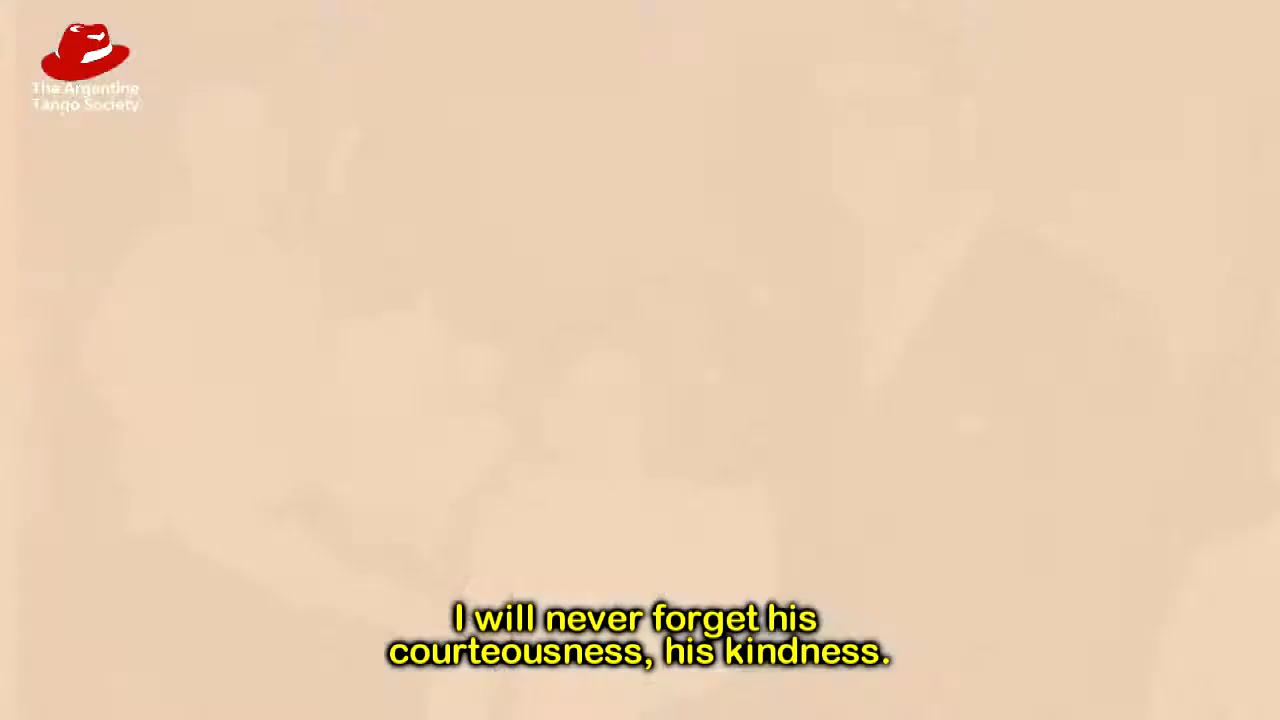 The Argentine
Tango Society
I will never forget his
courteousness, his kindness.